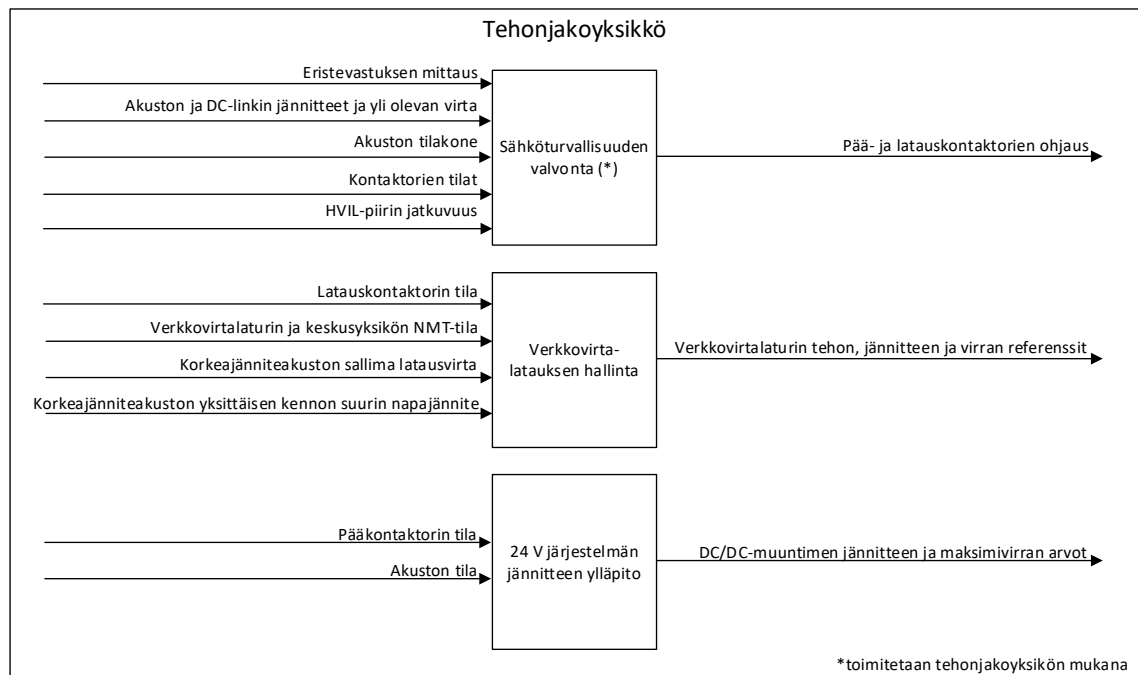 Tehonjakoyksikkö
Eristevastuksen mittaus
Akuston ja DC-linkin jännitteet ja yli olevan virta
Akuston tilakone
Kontaktorien tilat
HVIL-piirin jatkuvuus
Sähköturvallisuuden
valvonta (*)
Pää- ja latauskontaktorien ohjaus
Latauskontaktorin tila
Verkkovirtalaturin ja keskusyksikön NMT-tila
Korkeajänniteakuston sallima latausvirta
Korkeajänniteakuston yksittäisen kennon suurin napajännite
Verkkovirta-
latauksen hallinta
Verkkovirtalaturin tehon, jännitteen ja virran referenssit
Pääkontaktorin tila
Akuston tila
24 V järjestelmän
jännitteen ylläpito
DC/DC-muuntimen jännitteen ja maksimivirran arvot
*toimitetaan tehonjakoyksikön mukana